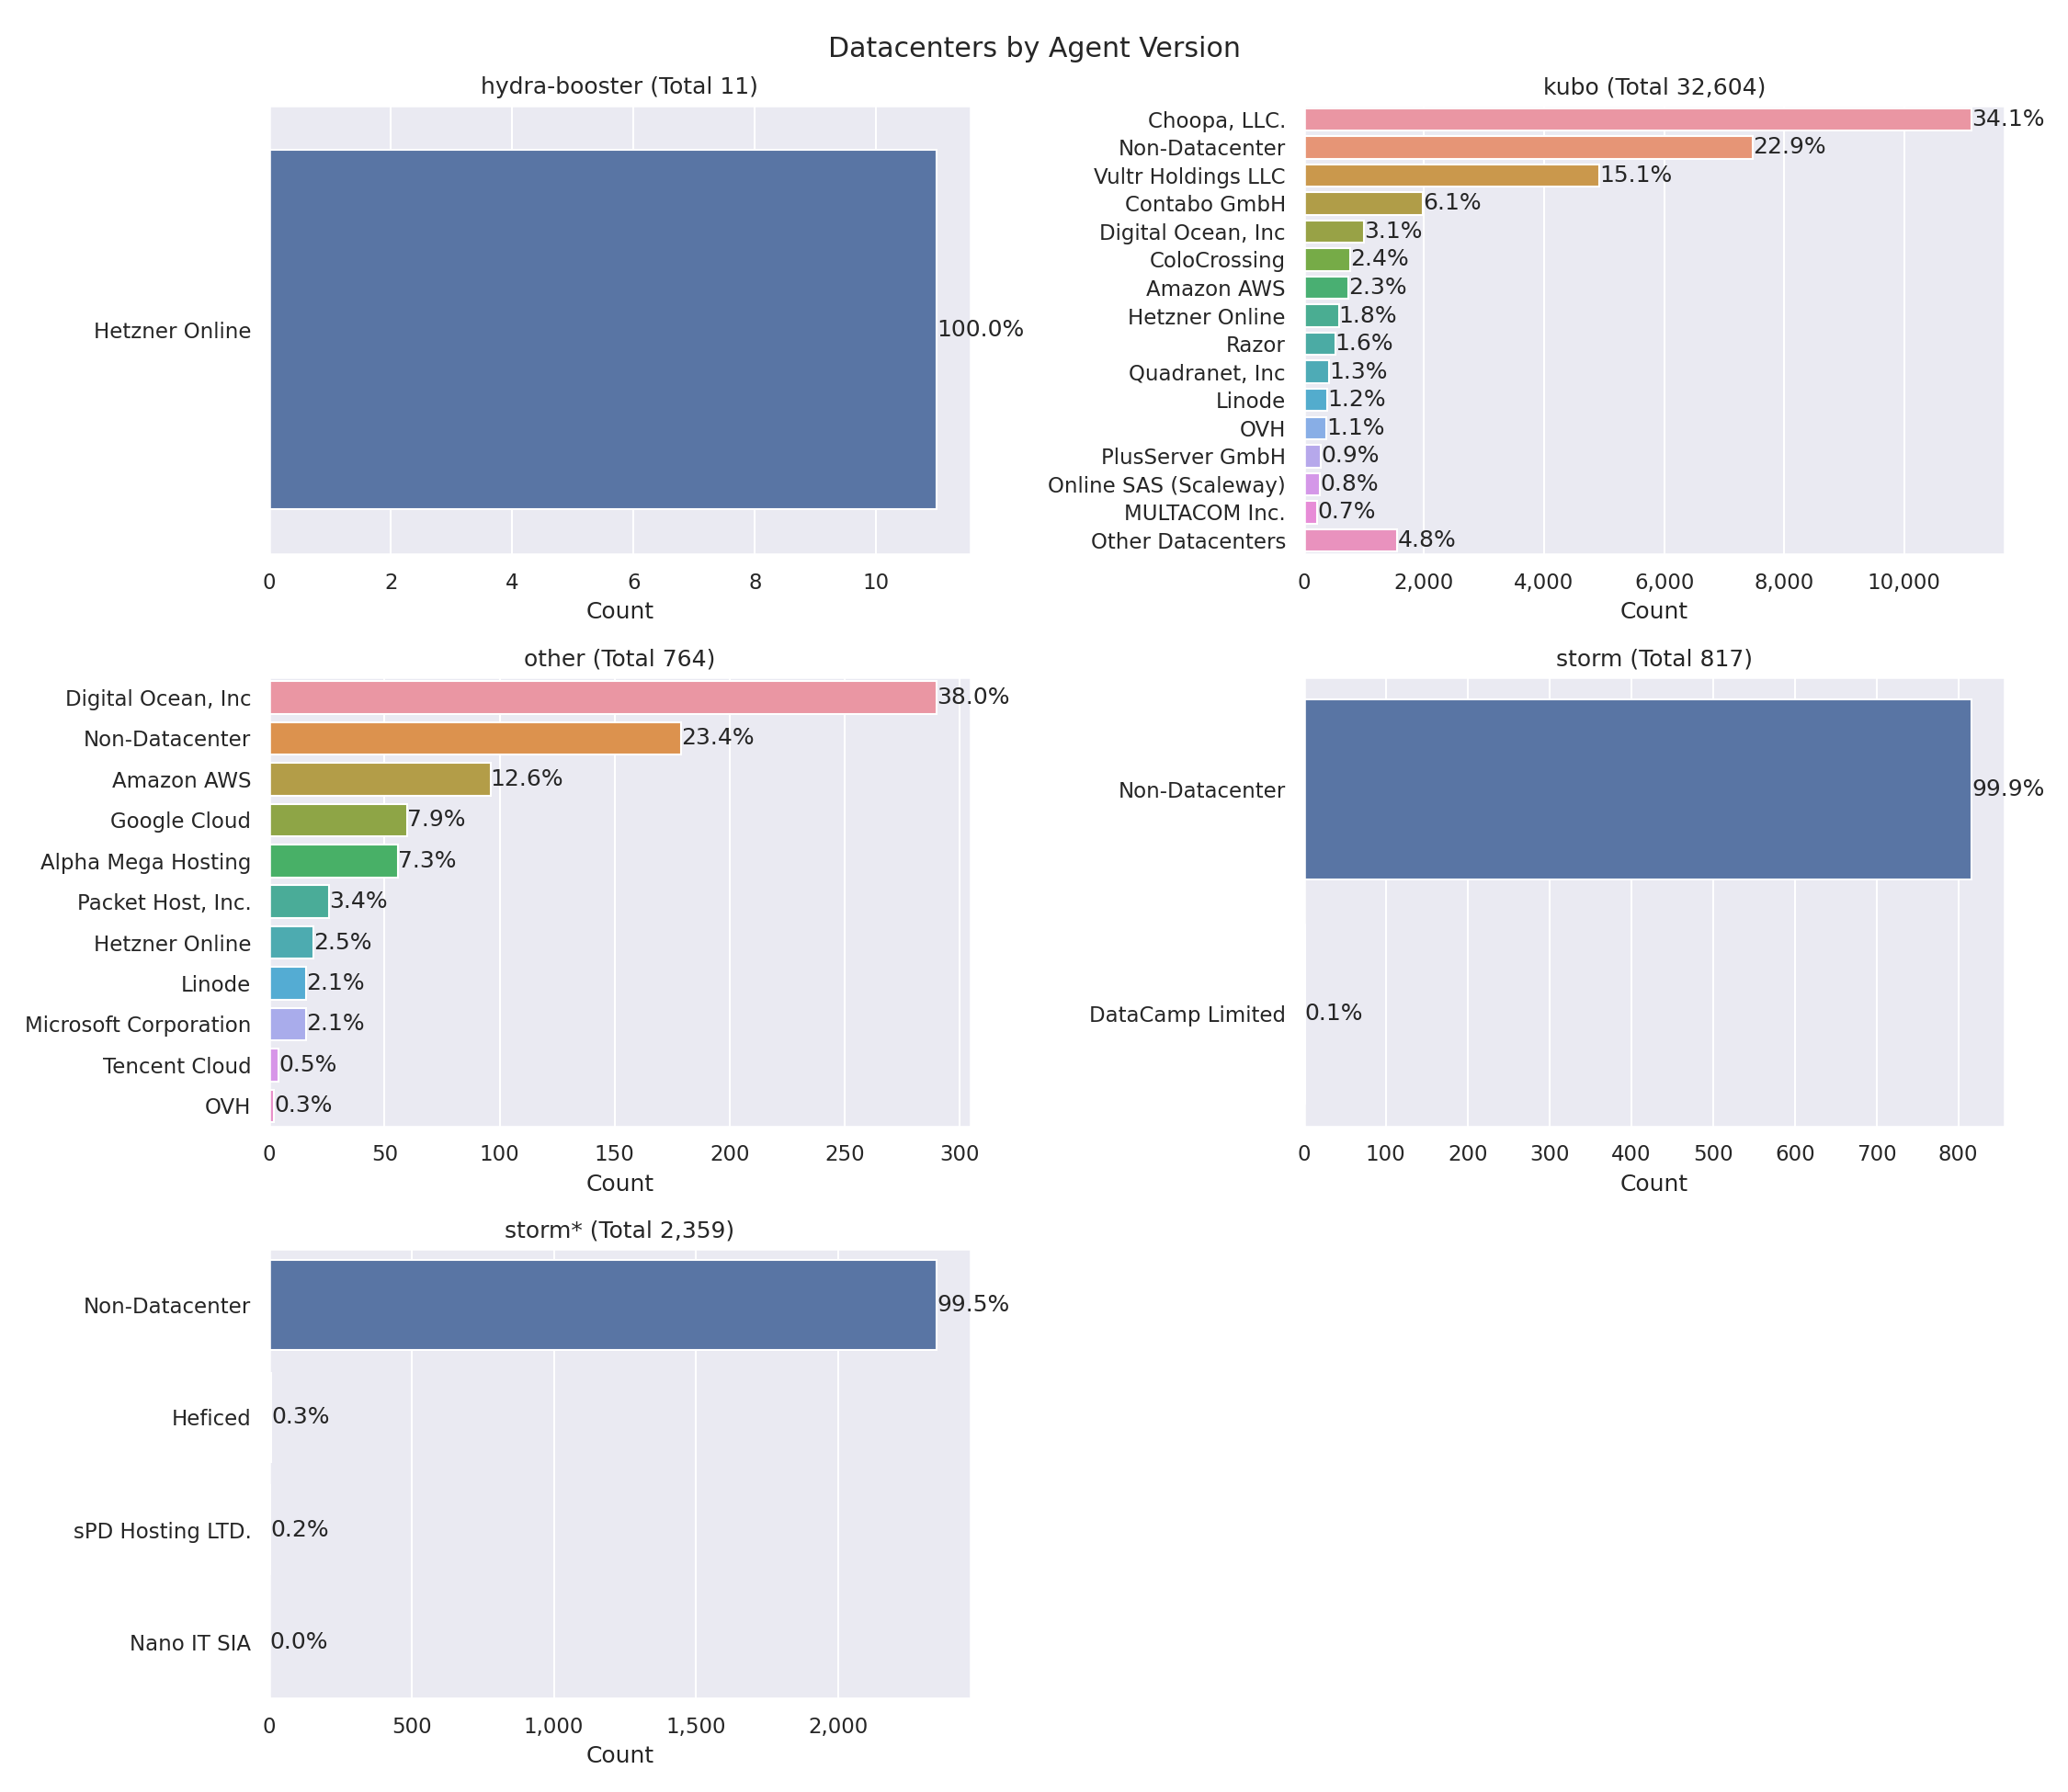 Datacenters by Agent Version
hydra-booster (Total 11)
Hetzner Online
100.0%
0 2 4 6 8 10
Count
kubo (Total 32,604)
Choopa, LLC. 34.1%
Non-Datacenter 22.9%
Vultr Holdings LLC 15.1%
Contabo GmbH 6.1%
Digital Ocean, Inc 3.1%
ColoCrossing 2.4%
Amazon AWS 2.3%
Hetzner Online 1.8%
Razor 1.6%
Quadranet, Inc 1.3%
Linode 1.2%
OVH 1.1%
PlusServer GmbH 0.9%
Online SAS (Scaleway) 0.8%
MULTACOM Inc. 0.7%
Other Datacenters 4.8%
0 2,000 4,000 6,000 8,000 10,000
Count
other (Total 764)
Digital Ocean, Inc 38.0%
Non-Datacenter 23.4%
Amazon AWS 12.6%
Google Cloud 7.9%
Alpha Mega Hosting 7.3%
Packet Host, Inc. 3.4%
Hetzner Online 2.5%
Linode 2.1%
Microsoft Corporation 2.1%
Tencent Cloud 0.5%
OVH 0.3%
0 50 100 150 200 250 300
Count
storm (Total 817)
Non-Datacenter 99.9%
DataCamp Limited 0.1%
0 100 200 300 400 500 600 700 800
Count
storm* (Total 2,359)
Non-Datacenter 99.5%
Heficed 0.3%
sPD Hosting LTD. 0.2%
Nano IT SIA 0.0%
0 500 1,000 1,500 2,000
Count